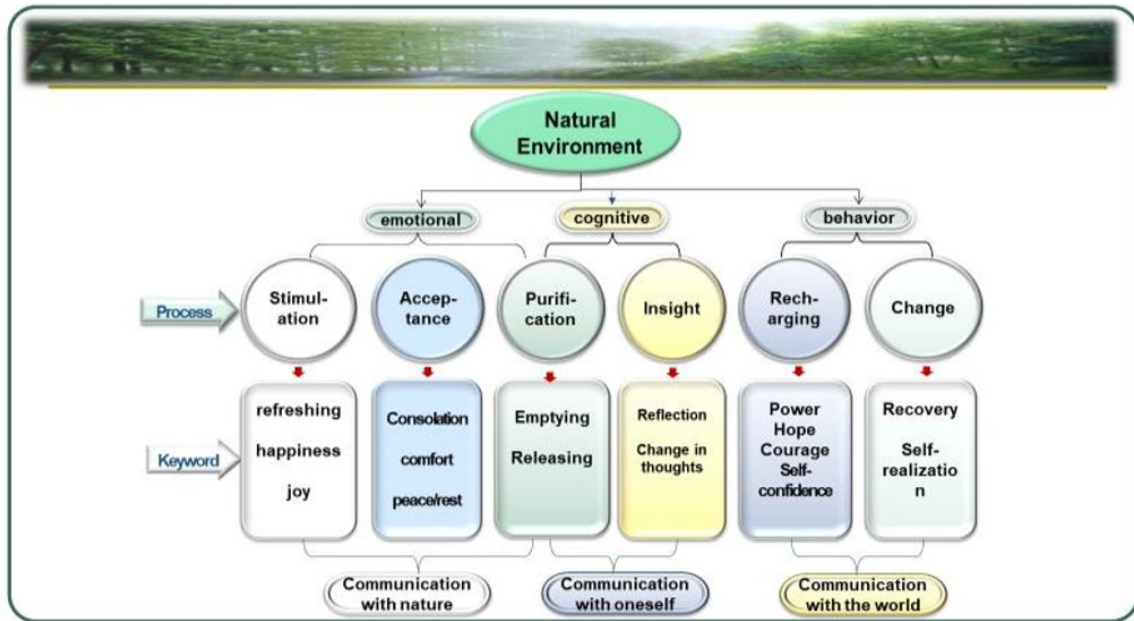 Natural
Environment
emotional
cognitive
behavior
Process
Stimul-
ation
Accep-
tance
Purifi-
cation
Insight
Rech-
arging
Change
Keyword
refreshing
happiness
joy
Consolation
comfort
peace/rest
Emptying
Releasing
Reflection
Change in
thoughts
Power
Hope
Courage
Self-
confidence
Recovery
Self-
realizatio
n
Communication
with nature
Communication
with oneself
Communication
with the world